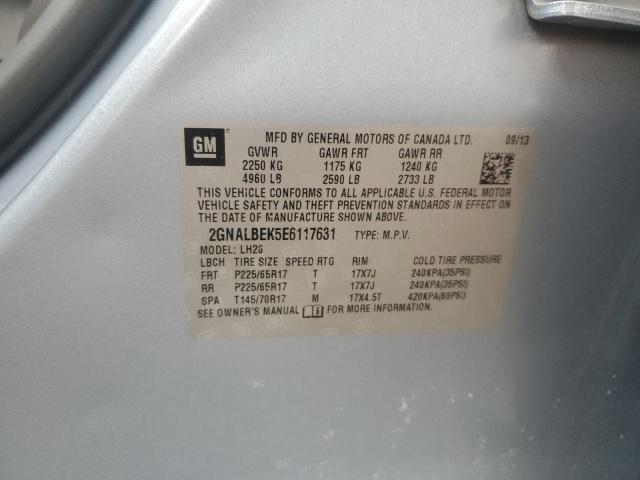 GM
MFD BY GENERAL MOTORS OF CANADA LTD. 09/13
GVWR GAWR FRT GAWR RR
2250 KG 1175 KG 1240 KG
4960 LB 2590 LB 2733 LB
THIS VEHICLE CONFORMS TO ALL APPLICABLE U.S. FEDERAL MOTOR
VEHICLE SAFETY AND THEFT PREVENTION STANDARDS IN EFFECT ON
THE DATE OF MANUFACTURE SHOWN ABOVE.
2GNALBEK5E6117631 TYPE: M.P.V.
MODEL: LH26
LBCH TIRE SIZE SPEED RTG RIM COLD TIRE PRESSURE
FRT P225/65R17 T 17X7J 240KPA(35PSI)
RR P225/65R17 T 17X7J 240KPA(35PSI)
SPA T145/70R17 M 17X4.5T 420KPA(60PSI)
SEE OWNER'S MANUAL FOR MORE INFORMATION.